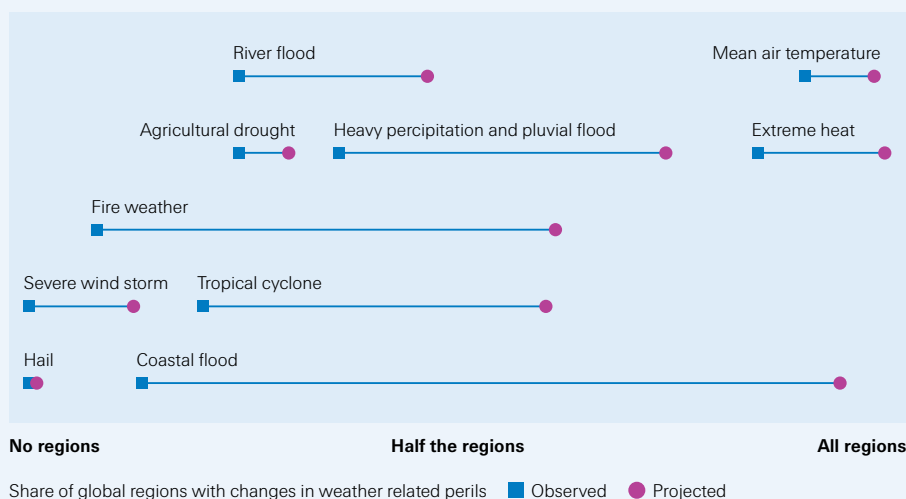 River flood
Mean air temperature
Agricultural drought
Heavy percipitation and pluvial flood
Extreme heat
Fire weather
Severe wind storm
Tropical cyclone
Hail
Coastal flood
No regions
Half the regions
All regions
Share of global regions with changes in weather related perils
Observed
Projected